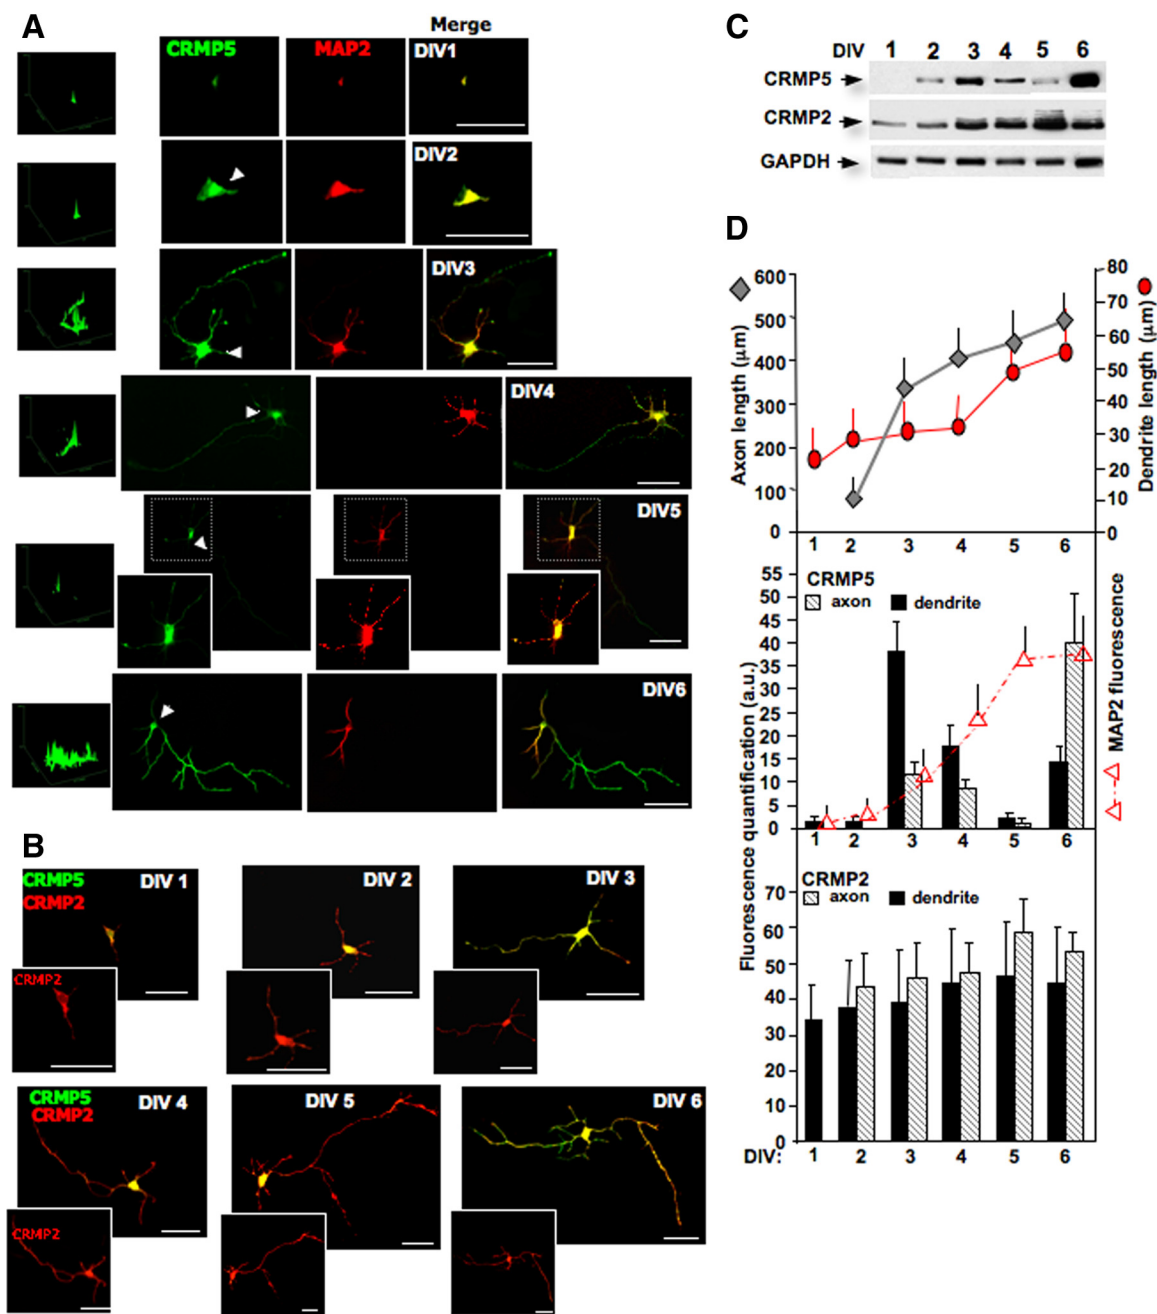 A
Merge
CRMP5
MAP2
DIV1
DIV2
DIV3
DIV4
DIV5
DIV6
B
CRMP5
CRMP2
DIV 1
CRMP2
DIV 2
DIV 3
CRMP5
CRMP2
DIV 4
CRMP2
DIV 5
DIV 6
C
DIV 1 2 3 4 5 6
CRMP5
CRMP2
GAPDH
D
Axon length (µm)
600
500
400
300
200
100
0
Dendrite length (µm)
80
70
60
50
40
30
20
10
0
1 2 3 4 5 6
Fluorescence quantification (a.u.)
CRMP5
axon dendrite
55
50
45
40
35
30
25
20
15
10
5
0
MAP2 fluorescence
1 2 3 4 5 6
CRMP2
axon dendrite
70
60
50
40
30
20
10
0
DIV: 1 2 3 4 5 6